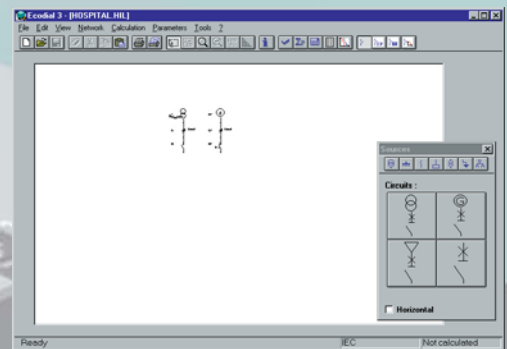 Ecodial 3 - [HOSPITAL.HIL]
File Edit View Network Calculation Parameters Tools ?
Sources
Circuits :
Horizontal
Ready IEC Not calculated